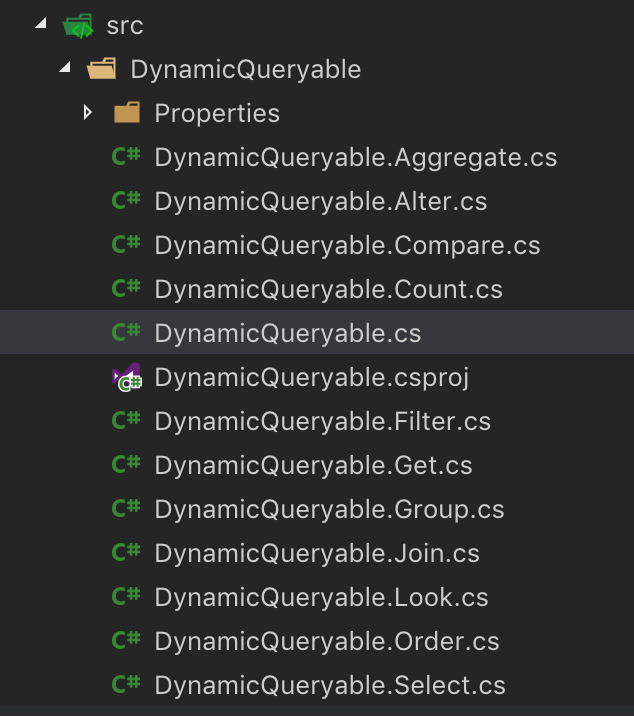 src
DynamicQueryable
Properties
C# DynamicQueryable.Aggregate.cs
C# DynamicQueryable.Alter.cs
C# DynamicQueryable.Compare.cs
C# DynamicQueryable.Count.cs
C# DynamicQueryable.cs
C# DynamicQueryable.csproj
C# DynamicQueryable.Filter.cs
C# DynamicQueryable.Get.cs
C# DynamicQueryable.Group.cs
C# DynamicQueryable.Join.cs
C# DynamicQueryable.Look.cs
C# DynamicQueryable.Order.cs
C# DynamicQueryable.Select.cs